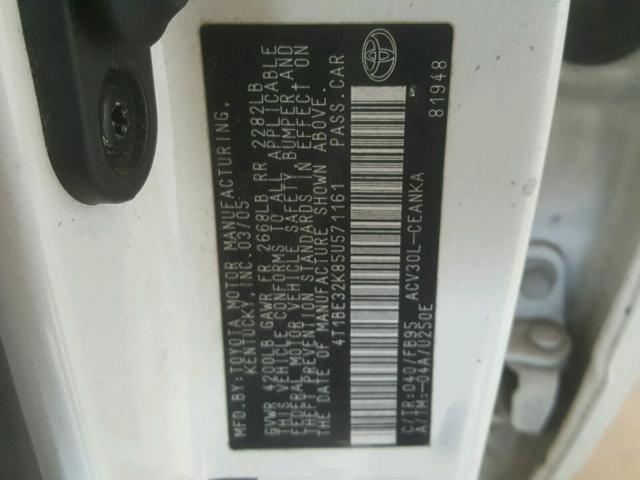 MFD.BY:TOYOTA MOTOR MANUFACTURING,
KENTUCKY, INC. 03/05
GVWR 4200LB GAWR FR 2668LB RR 2282LB
THIS VEHICLE CONFORMS TO ALL APPLICABLE
FEDERAL MOTOR VEHICLE SAFETY BUMPER,AND
THEFT PREVENTION STANDARDS IN EFFECT ON
THE DATE OF MANUFACTURE SHOWN ABOVE.
4T1BE32K85U571161 PASS.CAR
C/TR:040/FB95 ACV30L-CEANKA
A/TM:-04A/U250E 81948